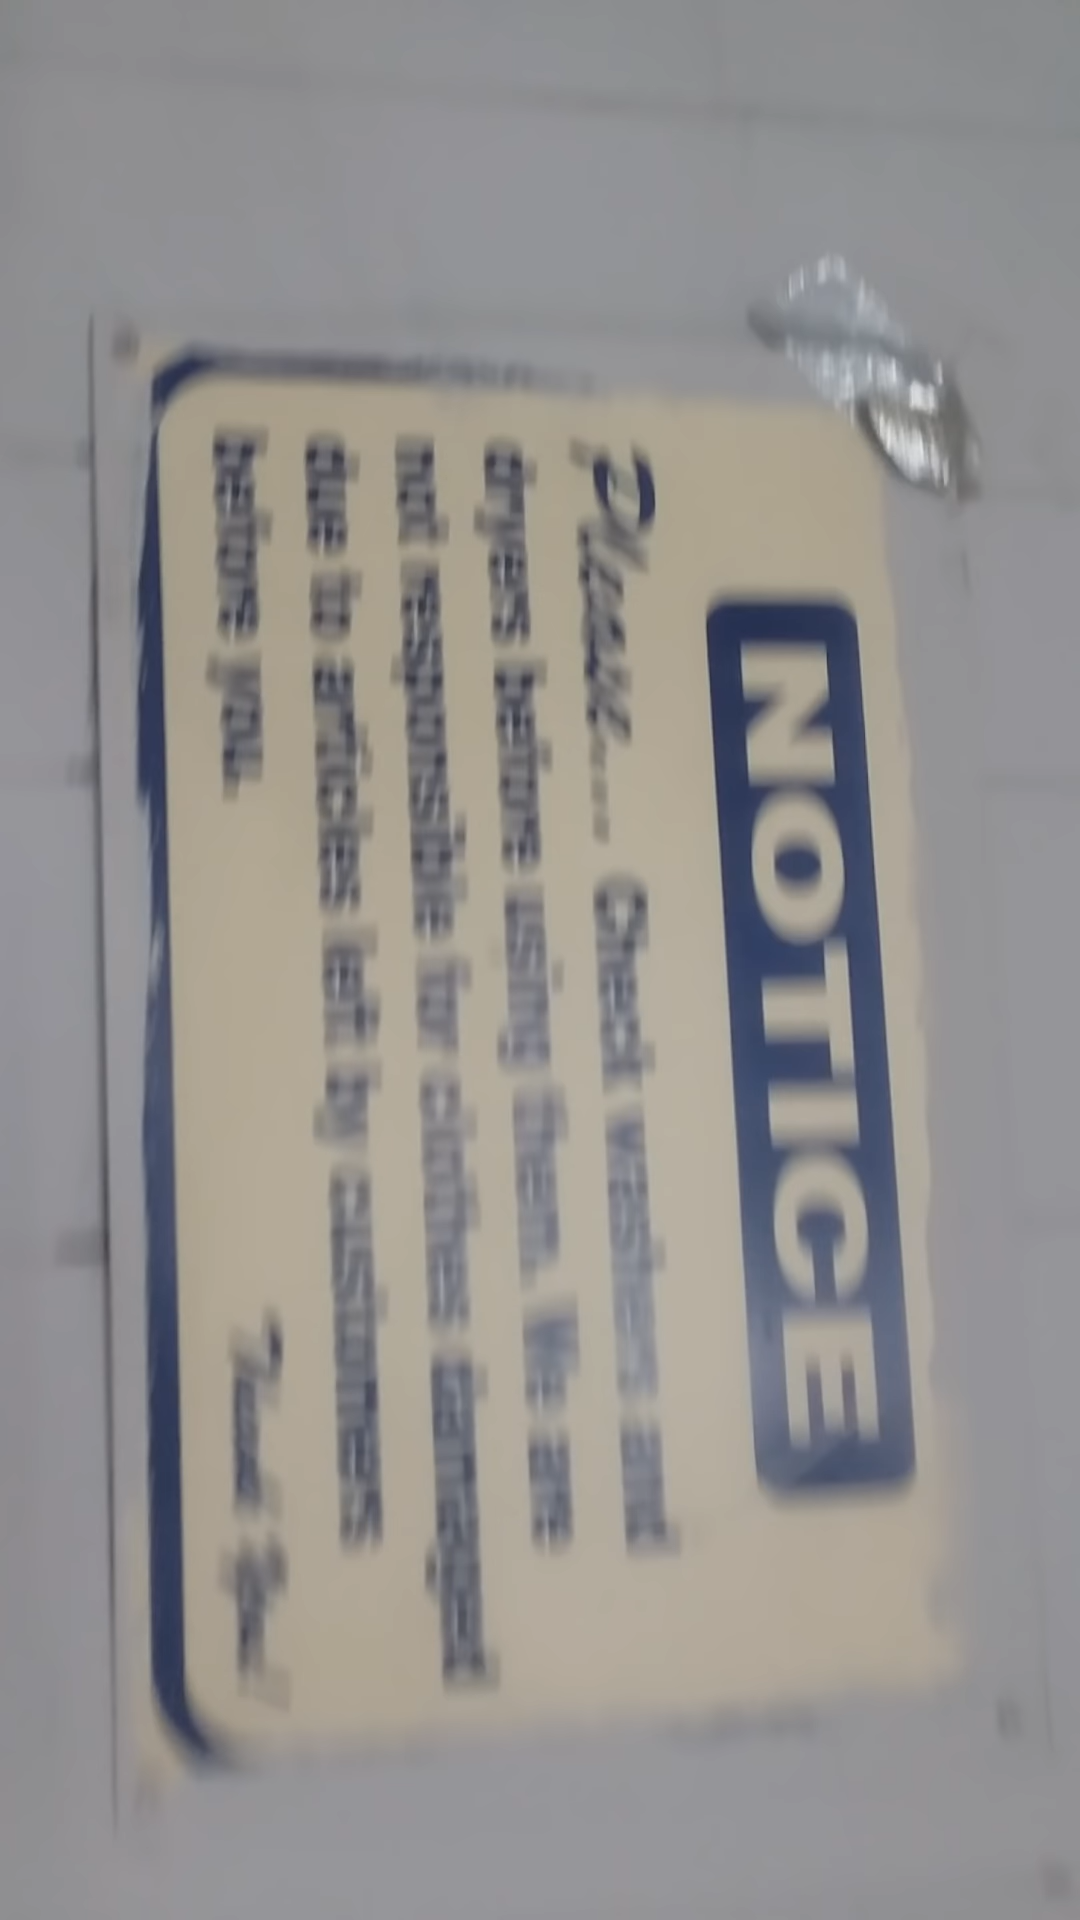 NOTICE
Please.... Check washers and
dryers before using them. We are
not responsible for clothes damaged
due to articles left by customers
before you.
Thank You!